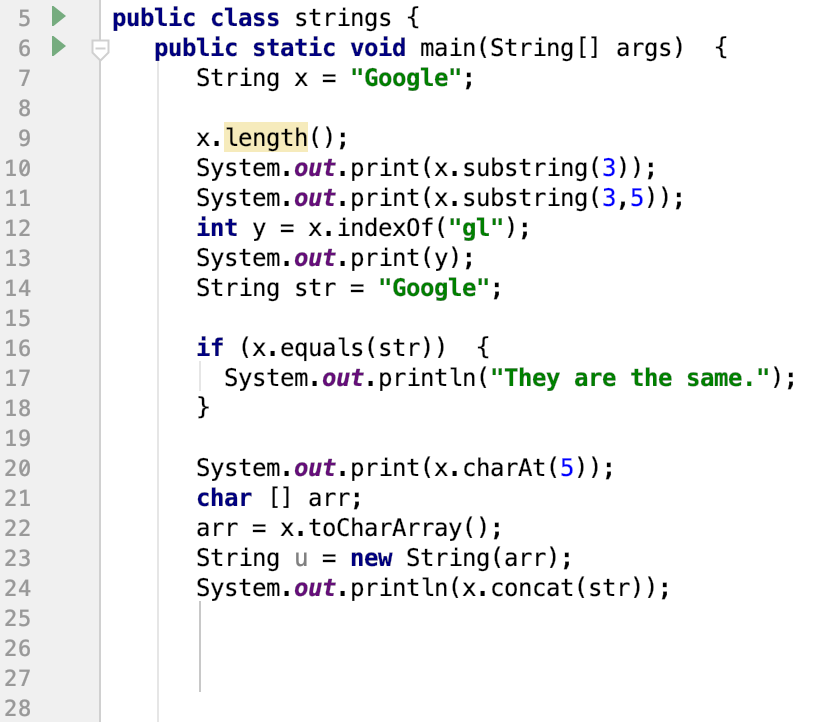 5 public class strings {
6 public static void main(String[] args)  {
7 String x = "Google";
8
9 x.length();
10 System.out.print(x.substring(3));
11 System.out.print(x.substring(3,5));
12 int y = x.indexOf("gl");
13 System.out.print(y);
14 String str = "Google";
15
16 if (x.equals(str))  {
17 System.out.println("They are the same.");
18 }
19
20 System.out.print(x.charAt(5));
21 char [] arr;
22 arr = x.toCharArray();
23 String u = new String(arr);
24 System.out.println(x.concat(str));
25
26
27
28